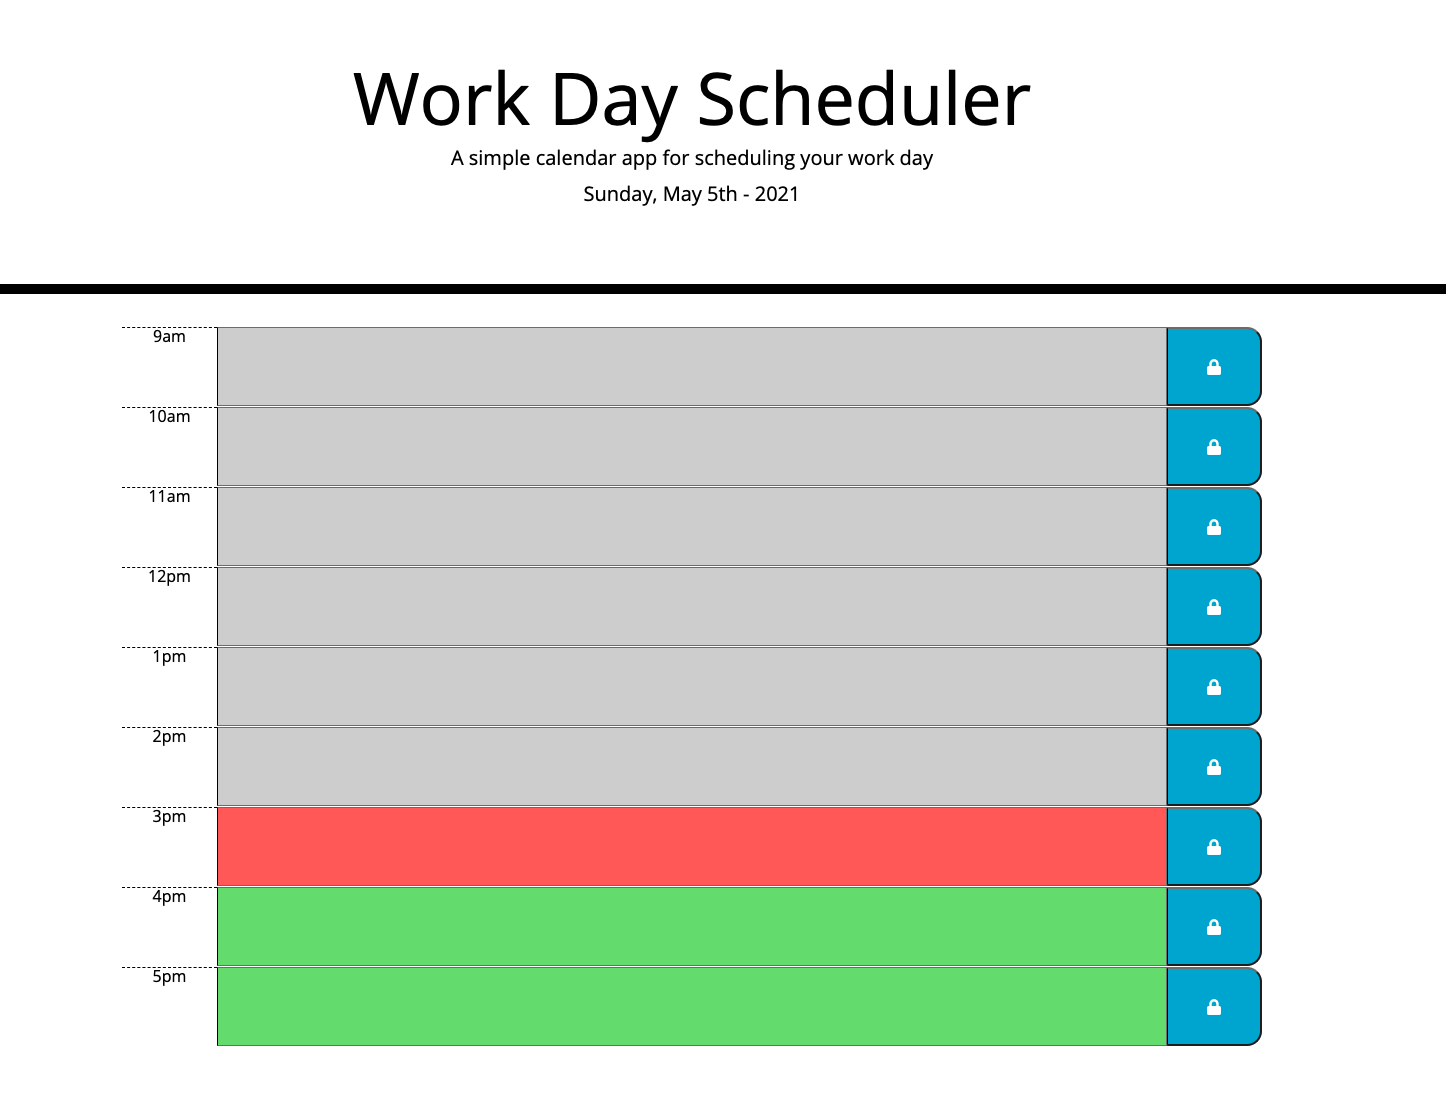 Work Day Scheduler
A simple calendar app for scheduling your work day
Sunday, May 5th - 2021
9am
10am
11am
12pm
1pm
2pm
3pm
4pm
5pm